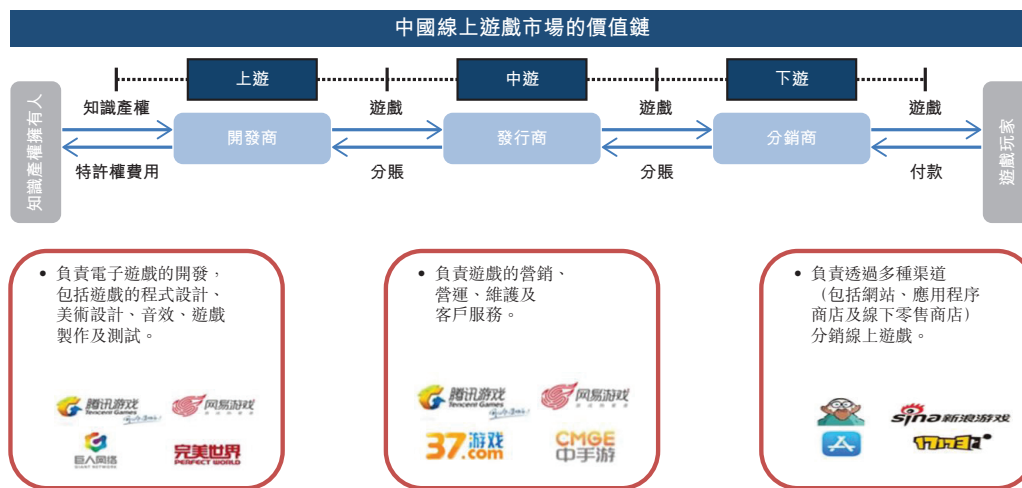 中國線上遊戲市場的價值鏈
上遊
中遊
下遊
知識產權擁有人
知識產權
開發商
遊戲
發行商
遊戲
分銷商
遊戲
遊戲玩家
特許權費用
分賬
分賬
付款
• 負責電子遊戲的開發，
包括遊戲的程式設計、
美術設計、音效、遊戲
製作及測試。
腾讯游戏
Tencent Games
网易游戏
巨人网络
GIANT NETWORK
完美世界
PERFECT WORLD
• 負責遊戲的營銷、
營運、維護及
客戶服務。
腾讯游戏
Tencent Games
网易游戏
37游戏
.com
CMGE
中手游
• 負責透過多種渠道
（包括網站、應用程序
商店及線下零售商店）
分銷線上遊戲。
sina新浪游戏
17173